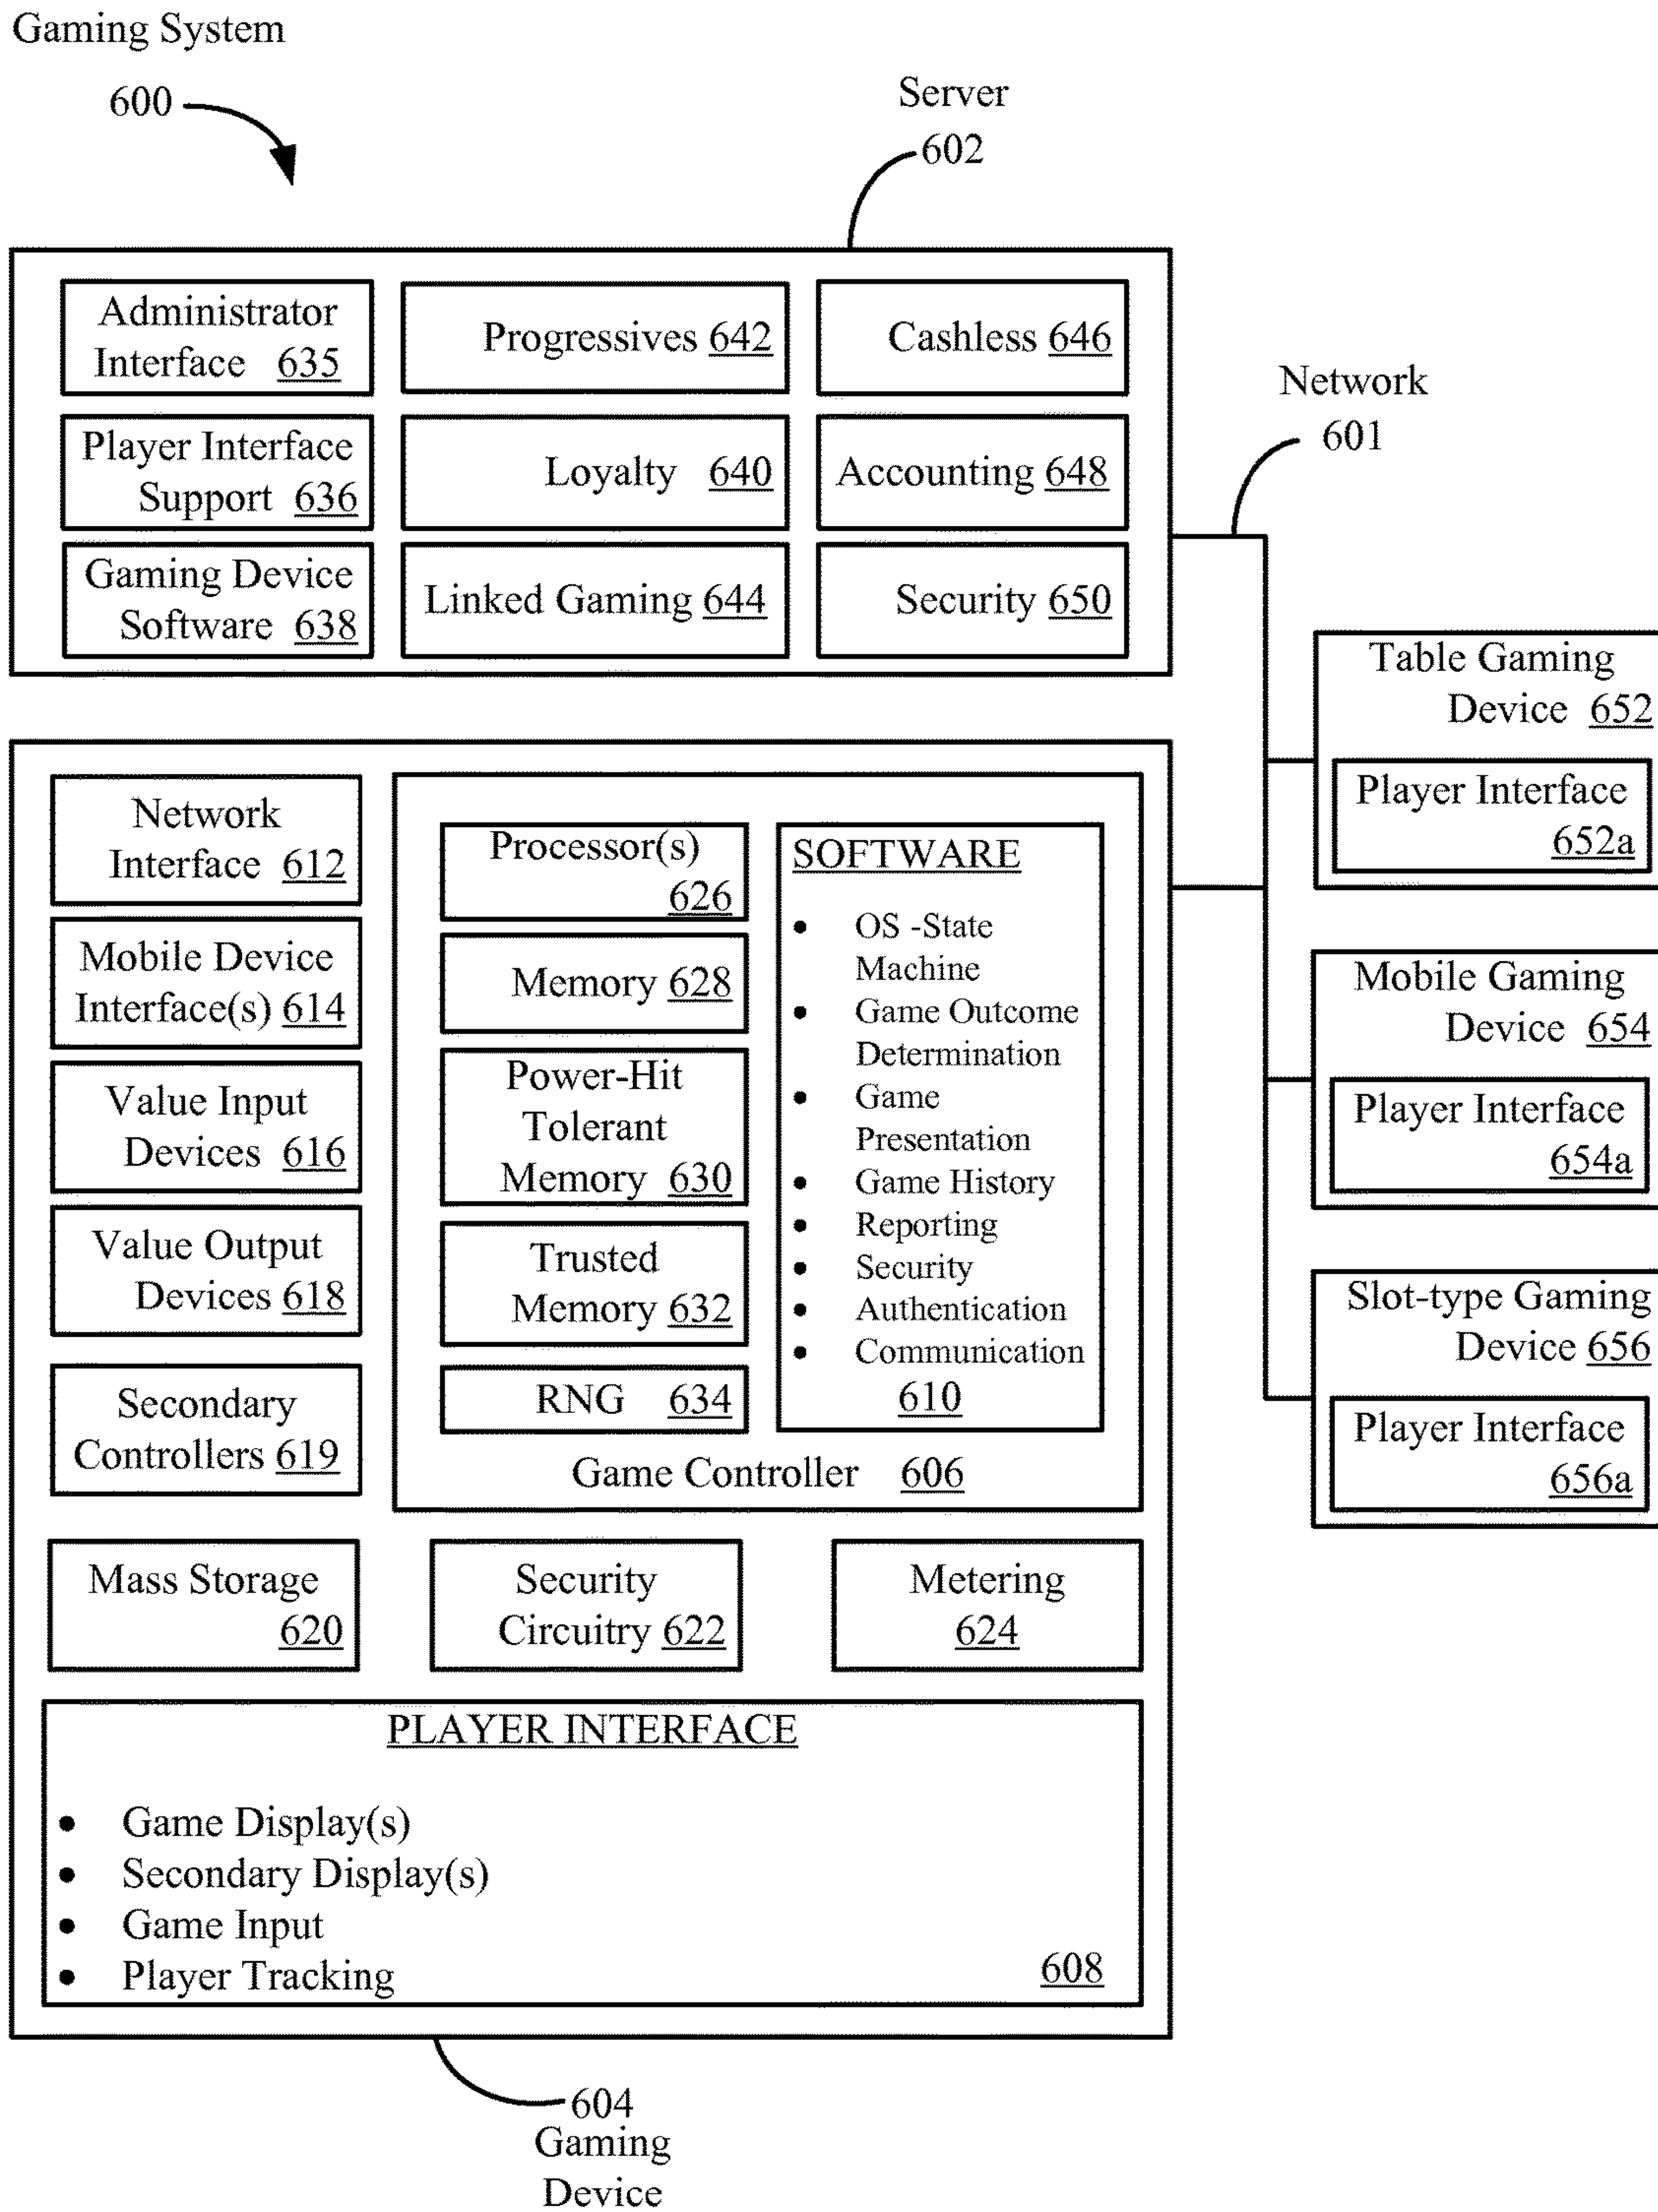 Gaming System
600
Server
602
Administrator
Interface 635
Progressives 642
Cashless 646
Player Interface
Support 636
Loyalty 640
Accounting 648
Gaming Device
Software 638
Linked Gaming 644
Security 650
Network
601
Table Gaming
Device 652
Player Interface
652a
Mobile Gaming
Device 654
Player Interface
654a
Slot-type Gaming
Device 656
Player Interface
656a
Network
Interface 612
Mobile Device
Interface(s) 614
Value Input
Devices 616
Value Output
Devices 618
Secondary
Controllers 619
Processor(s)
626
Memory 628
Power-Hit
Tolerant
Memory 630
Trusted
Memory 632
RNG 634
SOFTWARE
• OS -State
Machine
• Game Outcome
Determination
• Game
Presentation
• Game History
• Reporting
• Security
• Authentication
• Communication
610
Game Controller 606
Mass Storage
620
Security
Circuitry 622
Metering
624
PLAYER INTERFACE
• Game Display(s)
• Secondary Display(s)
• Game Input
• Player Tracking
608
604
Gaming
Device